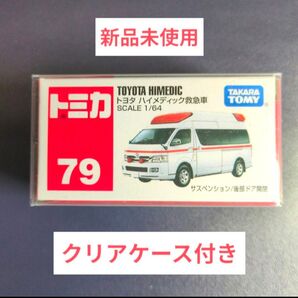 新品未使用
トミカ
79
TOYOTA HIMEDIC
トヨタ ハイメディック救急車
SCALE 1/64
TAKARA
TOMY
サスペンション/後部ドア開閉
クリアケース付き